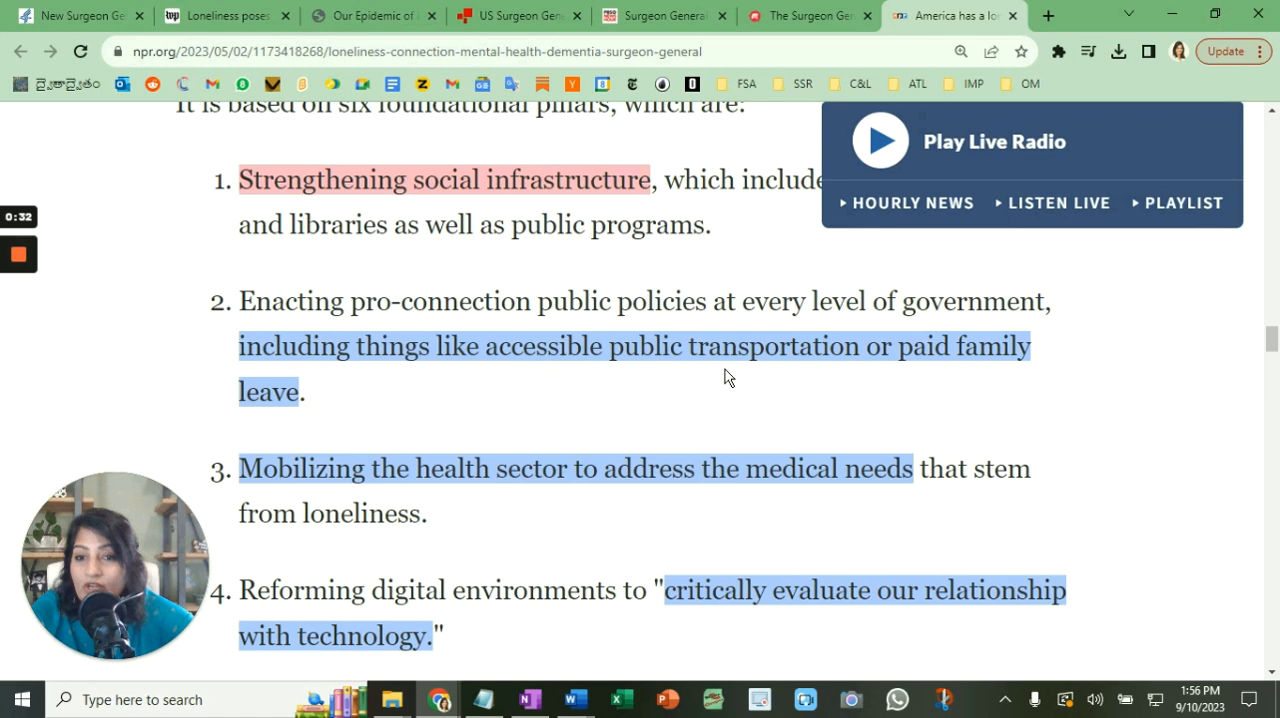 New Surgeon Ge
Loneliness poses
Our Epidemic of
US Surgeon Gen
Surgeon General
The Surgeon Gen
America has a lo
npr.org/2023/05/02/1173418268/loneliness-connection-mental-health-dementia-surgeon-general
Update
FSA
SSR
C&L
ATL
IMP
OM
It is based on six foundational pillars, which are:
Play Live Radio
HOURLY NEWS
LISTEN LIVE
PLAYLIST
1. Strengthening social infrastructure, which include
and libraries as well as public programs.
0:32
2. Enacting pro-connection public policies at every level of government,
including things like accessible public transportation or paid family
leave.
3. Mobilizing the health sector to address the medical needs that stem
from loneliness.
4. Reforming digital environments to "critically evaluate our relationship
with technology."
Type here to search
1:56 PM
9/10/2023